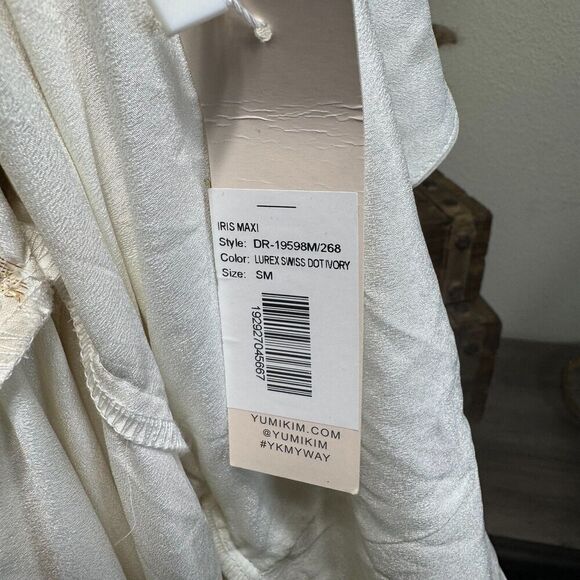 IRIS MAXI
Style: DR-19598M/268
Color: LUREX SWISS DOT IVORY
Size: SM
192927045667
YUMIKIM.COM
@YUMIKIM
#YKMYWAY